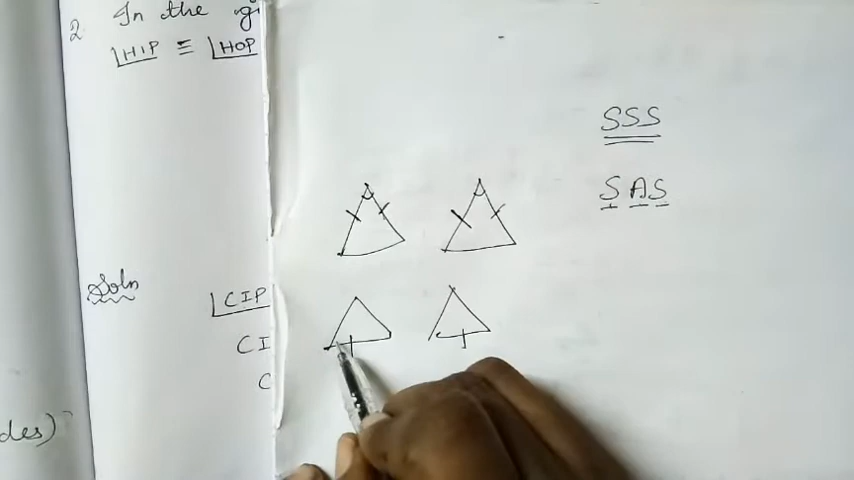 2 In the
∟HIP ≡ ∟HOP
SSS
SAS
Soln
∟CIP
CI
C
des)